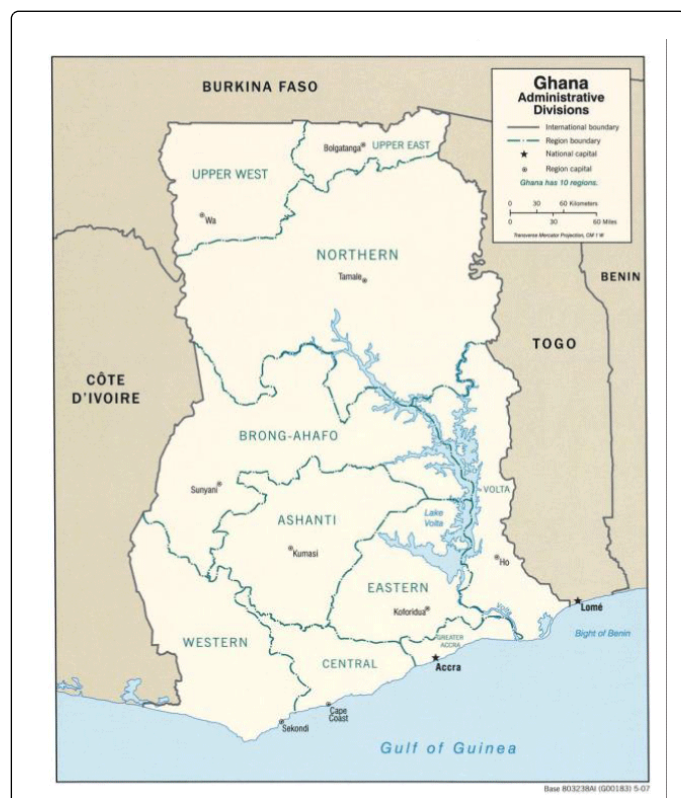 BURKINA FASO
Ghana
Administrative
Divisions
International boundary
Region boundary
National capital
Region capital
Ghana has 10 regions.
0 30 60 Kilometers
0 30 60 Miles
Transverse Mercator Projection, CM 1 W
Bolgatanga
UPPER EAST
UPPER WEST
Wa
NORTHERN
Tamale
BENIN
TOGO
CÔTE
D'IVOIRE
BRONG-AHAFO
Sunyani
VOLTA
Lake
Volta
ASHANTI
Kumasi
Ho
EASTERN
Koforidua
Lomé
WESTERN
GREATER
ACCRA
Bight of Benin
CENTRAL
Accra
Cape
Coast
Sekondi
Gulf of Guinea
Base 803238AI (G00183) 5-07